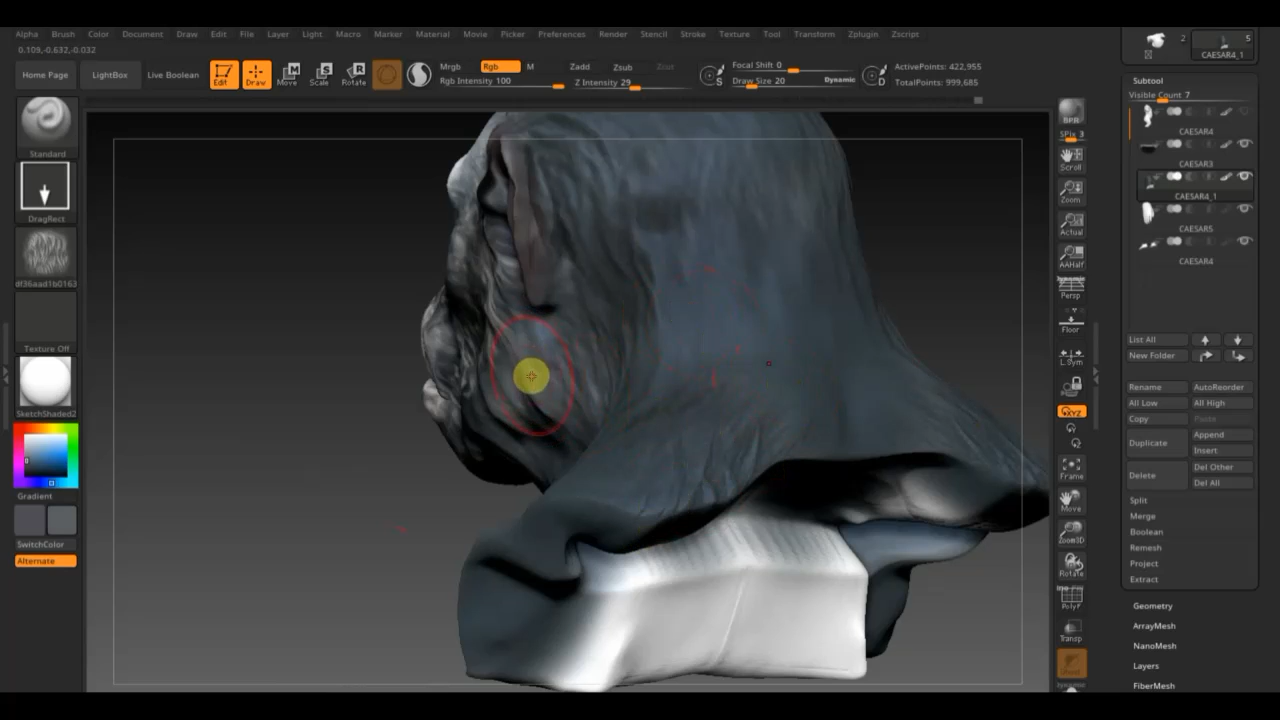 Alpha Brush Color Document Draw Edit File Layer Light Macro Marker Material Movie Picker Preferences Render Stencil Stroke Texture Tool Transform Zplugin Zscript
0.109,-0.632,-0.032
Home Page LightBox Live Boolean Edit Draw Move Scale Rotate
Mrgb Rgb M Zadd Zsub Zcut
Rgb Intensity 100 Z Intensity 29
Focal Shift 0
Draw Size 20 Dynamic
S D
ActivePoints: 422,955
TotalPoints: 999,685
Standard
DragRect
df36aad1b0163
Texture Off
SketchShaded2
Gradient
SwitchColor
Alternate
BPR
SPix 3
Scroll
Zoom
Actual
AAHalf
Dynamic
Persp
Floor
L.Sym
XYZ
Frame
Move
Zoom3D
Rotate
PolyF
Transp
2 5
CAESAR4_1
Subtool
Visible Count 7
CAESAR4
CAESAR3
CAESAR4_1
CAESAR5
CAESAR4
List All
New Folder
Rename AutoReorder
All Low All High
Copy Paste
Duplicate Append
Insert
Delete Del Other
Del All
Split
Merge
Boolean
Remesh
Project
Extract
Geometry
ArrayMesh
NanoMesh
Layers
FiberMesh